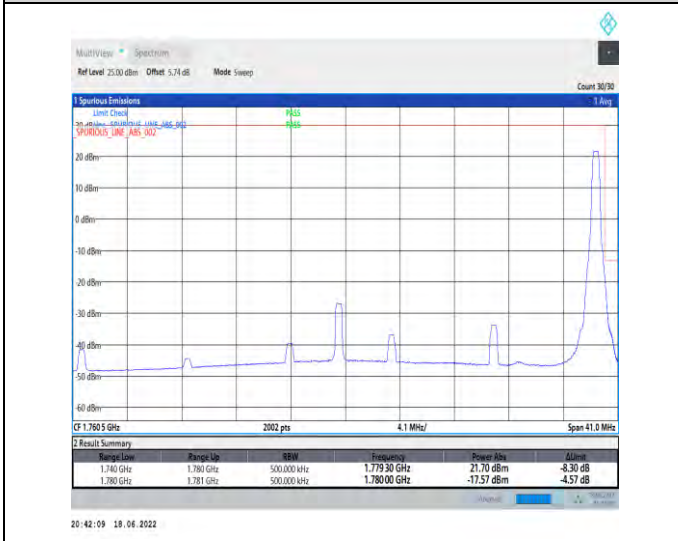 MultiView Spectrum
Ref Level 25.00 dBm Offset 5.74 dB Mode Sweep
Count 30/30
1 Spurious Emissions 1 Avg
Limit Check PASS
SPURIOUS_LINE_ABS_002 PASS
SPURIOUS_LINE_ABS_002
20 dBm
10 dBm
0 dBm
-10 dBm
-20 dBm
-30 dBm
-40 dBm
-50 dBm
-60 dBm
CF 1.7605 GHz 2002 pts 4.1 MHz/ Span 41.0 MHz
2 Result Summary
Range Low Range Up RBW Frequency Power Abs ΔLimit
1.740 GHz 1.780 GHz 500.000 kHz 1.779 30 GHz 21.70 dBm -8.30 dB
1.780 GHz 1.781 GHz 500.000 kHz 1.780 00 GHz -17.57 dBm -4.57 dB
20:42:09 18.06.2022